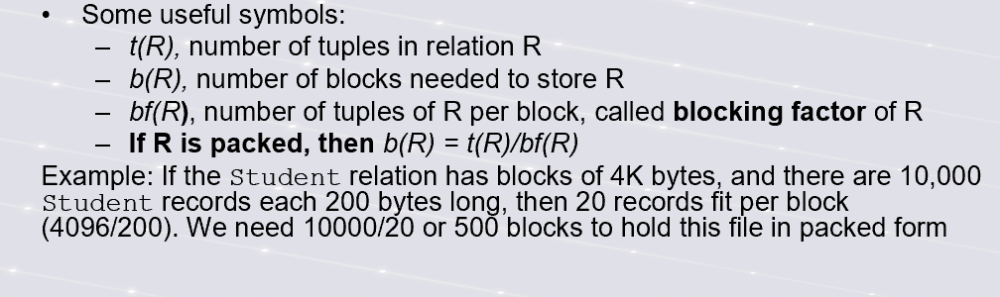 • Some useful symbols:
– t(R), number of tuples in relation R
– b(R), number of blocks needed to store R
– bf(R), number of tuples of R per block, called blocking factor of R
– If R is packed, then b(R) = t(R)/bf(R)
Example: If the Student relation has blocks of 4K bytes, and there are 10,000
Student records each 200 bytes long, then 20 records fit per block
(4096/200). We need 10000/20 or 500 blocks to hold this file in packed form